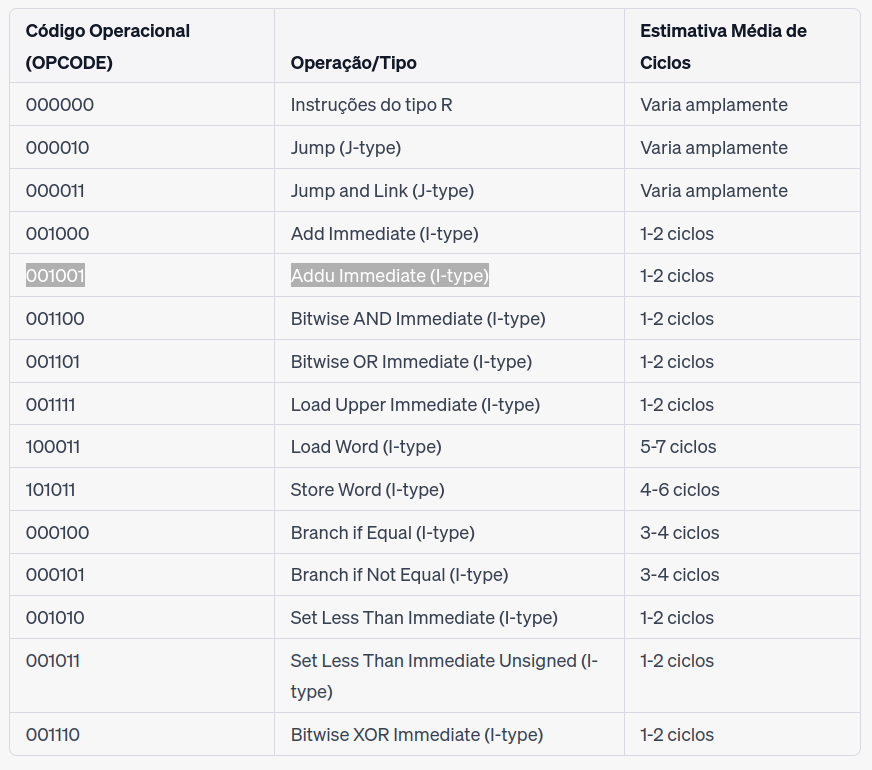 Código Operacional (OPCODE) Operação/Tipo Estimativa Média de Ciclos
000000 Instruções do tipo R Varia amplamente
000010 Jump (J-type) Varia amplamente
000011 Jump and Link (J-type) Varia amplamente
001000 Add Immediate (I-type) 1-2 ciclos
001001 Addu Immediate (I-type) 1-2 ciclos
001100 Bitwise AND Immediate (I-type) 1-2 ciclos
001101 Bitwise OR Immediate (I-type) 1-2 ciclos
001111 Load Upper Immediate (I-type) 1-2 ciclos
100011 Load Word (I-type) 5-7 ciclos
101011 Store Word (I-type) 4-6 ciclos
000100 Branch if Equal (I-type) 3-4 ciclos
000101 Branch if Not Equal (I-type) 3-4 ciclos
001010 Set Less Than Immediate (I-type) 1-2 ciclos
001011 Set Less Than Immediate Unsigned (I-type) 1-2 ciclos
001110 Bitwise XOR Immediate (I-type) 1-2 ciclos